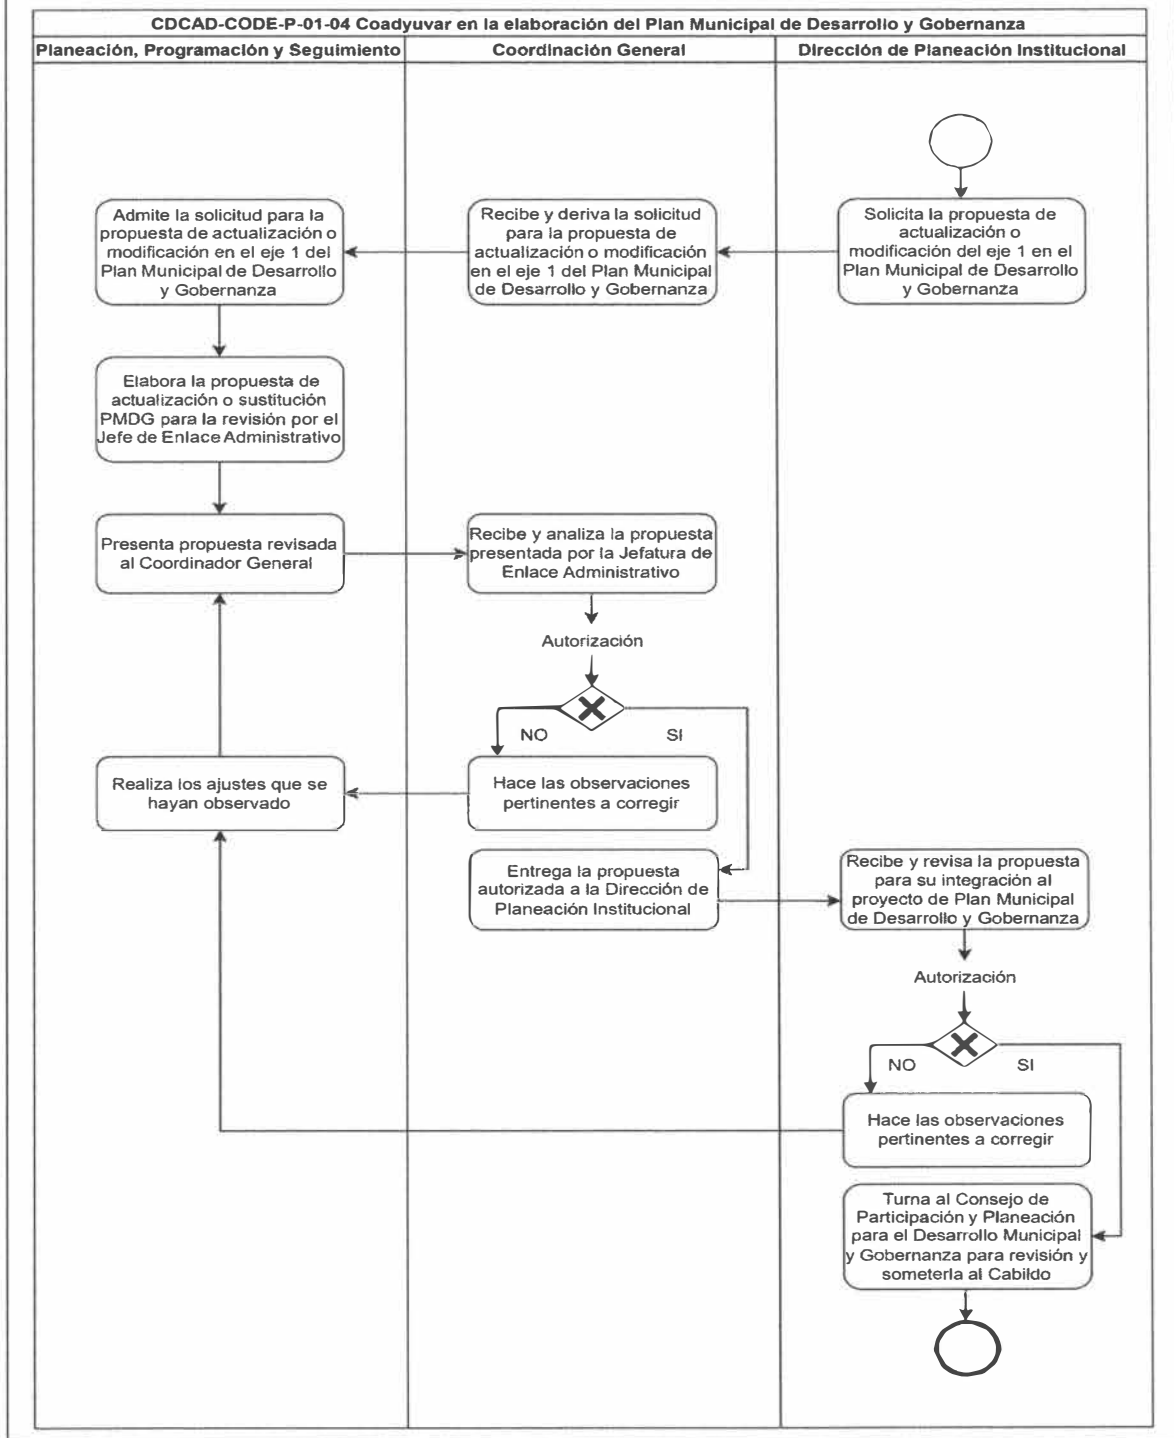 CDCAD-CODE-P-01-04 Coadyuvar en la elaboración del Plan Municipal de Desarrollo y Gobernanza
Planeación, Programación y Seguimiento
Coordinación General
Dirección de Planeación Institucional
Solicita la propuesta de
actualización o
modificación del eje 1 en el
Plan Municipal de Desarrollo
y Gobernanza
Recibe y deriva la solicitud
para la propuesta de
actualización o modificación
en el eje 1 del Plan Municipal
de Desarrollo y Gobernanza
Admite la solicitud para la
propuesta de actualización o
modificación en el eje 1 del
Plan Municipal de Desarrollo
y Gobernanza
Elabora la propuesta de
actualización o sustitución
PMDG para la revisión por el
Jefe de Enlace Administrativo
Presenta propuesta revisada
al Coordinador General
Recibe y analiza la propuesta
presentada por la Jefatura de
Enlace Administrativo
Autorización
NO
SI
Hace las observaciones
pertinentes a corregir
Realiza los ajustes que se
hayan observado
Entrega la propuesta
autorizada a la Dirección de
Planeación Institucional
Recibe y revisa la propuesta
para su integración al
proyecto de Plan Municipal
de Desarrollo y Gobernanza
Autorización
NO
SI
Hace las observaciones
pertinentes a corregir
Turna al Consejo de
Participación y Planeación
para el Desarrollo Municipal
y Gobernanza para revisión y
someterla al Cabildo